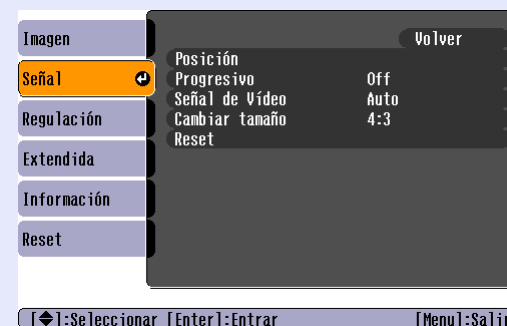 Imagen
Señal
Regulación
Extendida
Información
Reset
Volver
Posición
Progresivo Off
Señal de Vídeo Auto
Cambiar tamaño 4:3
Reset
[ ]:Seleccionar [Enter]:Entrar [Menu]:Salir